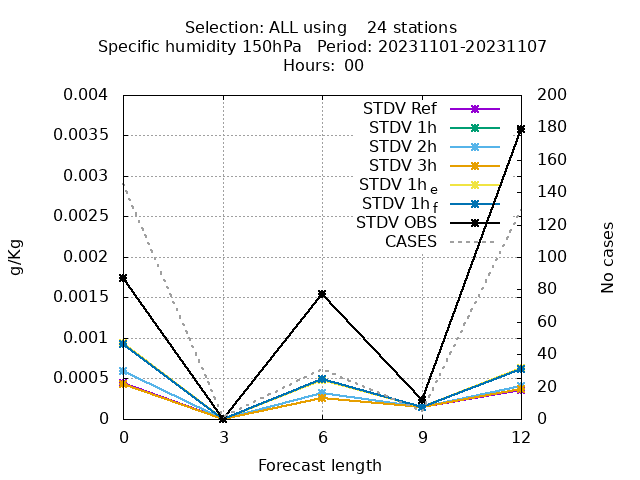 Selection: ALL using    24 stations
Specific humidity 150hPa   Period: 20231101-20231107
Hours: 00
STDV Ref
STDV 1h
STDV 2h
STDV 3h
STDV 1h e
STDV 1h f
STDV OBS
CASES
0.004
0.0035
0.003
0.0025
0.002
0.0015
0.001
0.0005
0
200
180
160
140
120
100
80
60
40
20
0
g/Kg
No cases
0 3 6 9 12
Forecast length